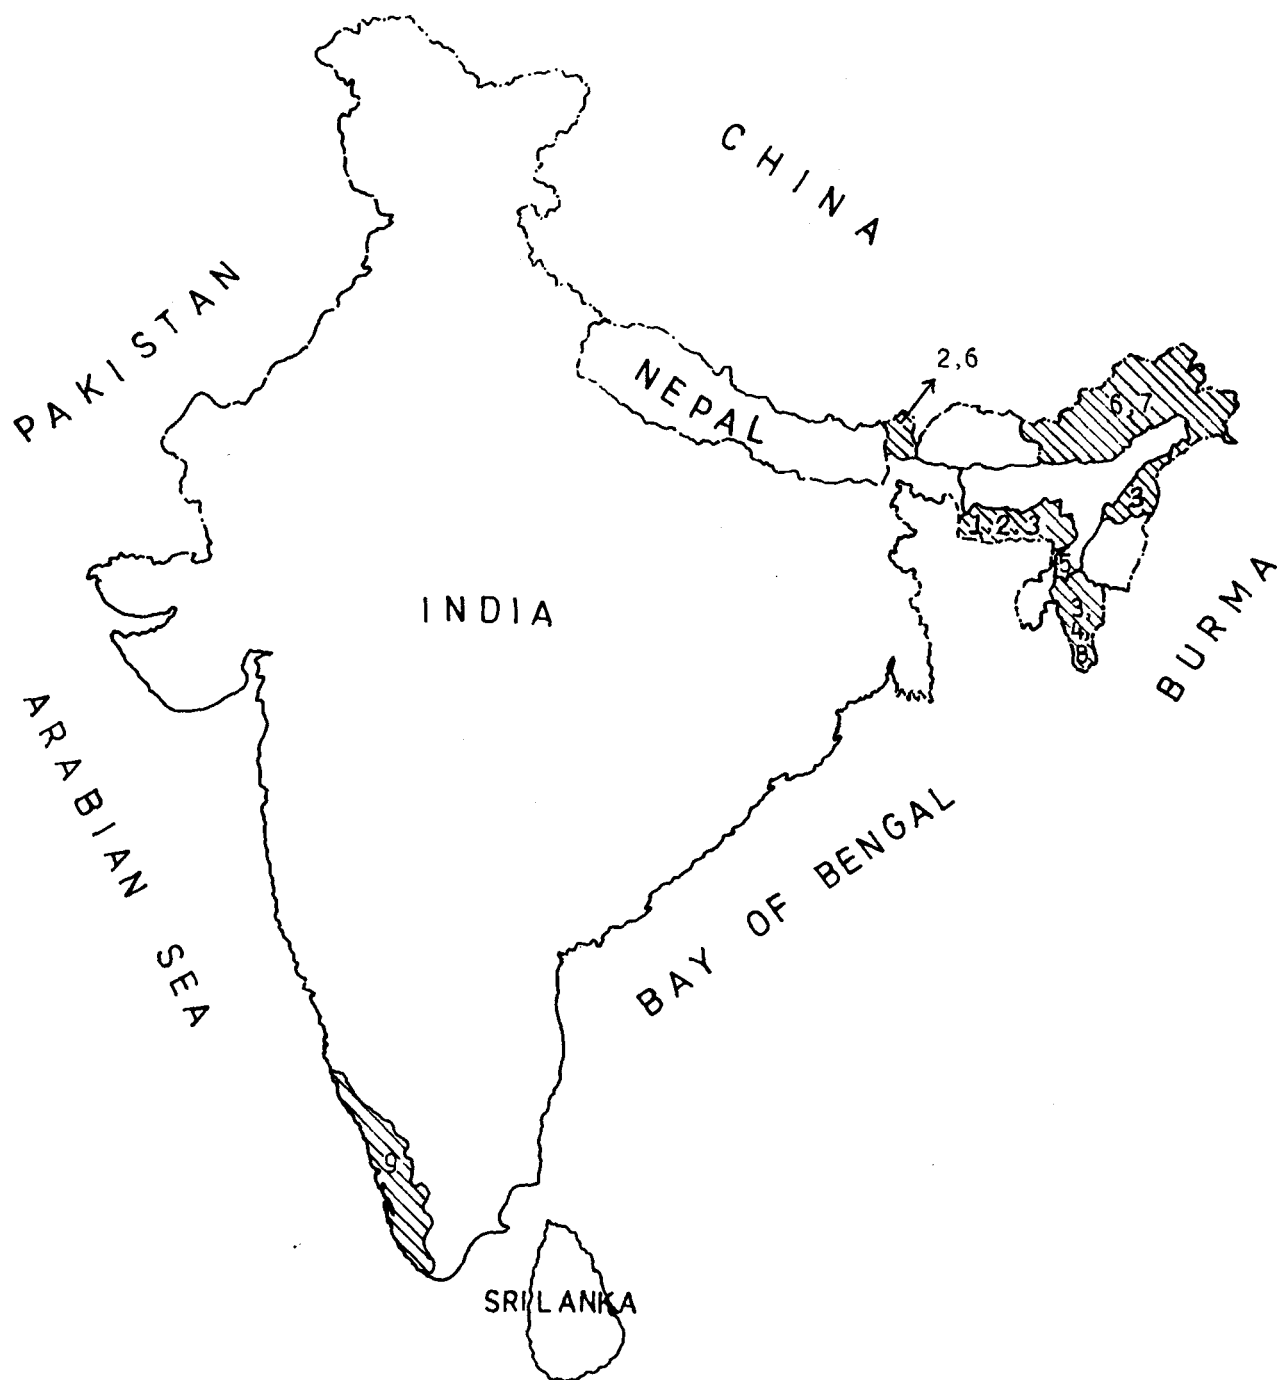 CHINA
PAKISTAN
2,6
NEPAL
6,7
3
1,2,3
5
INDIA
3,
4,
8
BURMA
ARABIAN SEA
BAY OF BENGAL
9
SRI LANKA